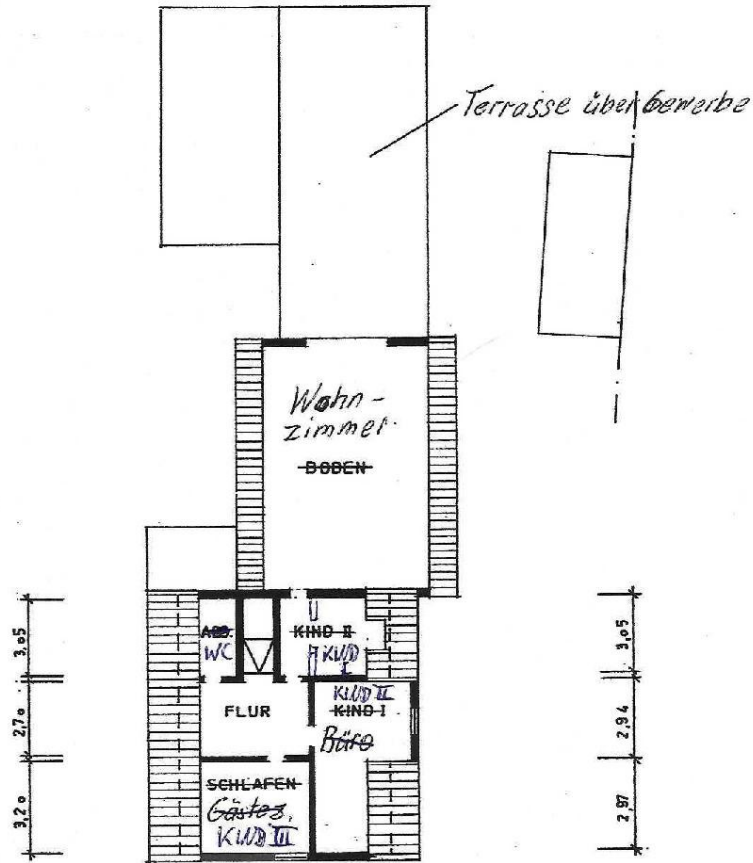 Terrasse über Gewerbe
Wohn-
zimmer.
BODEN
ABD. KIND II
WC KIND
I
KIND II
FLUR KIND I
Büro
SCHLAFEN
Gästez.
KIND III
3,05
2,70
3,20
3,05
2,94
2,97